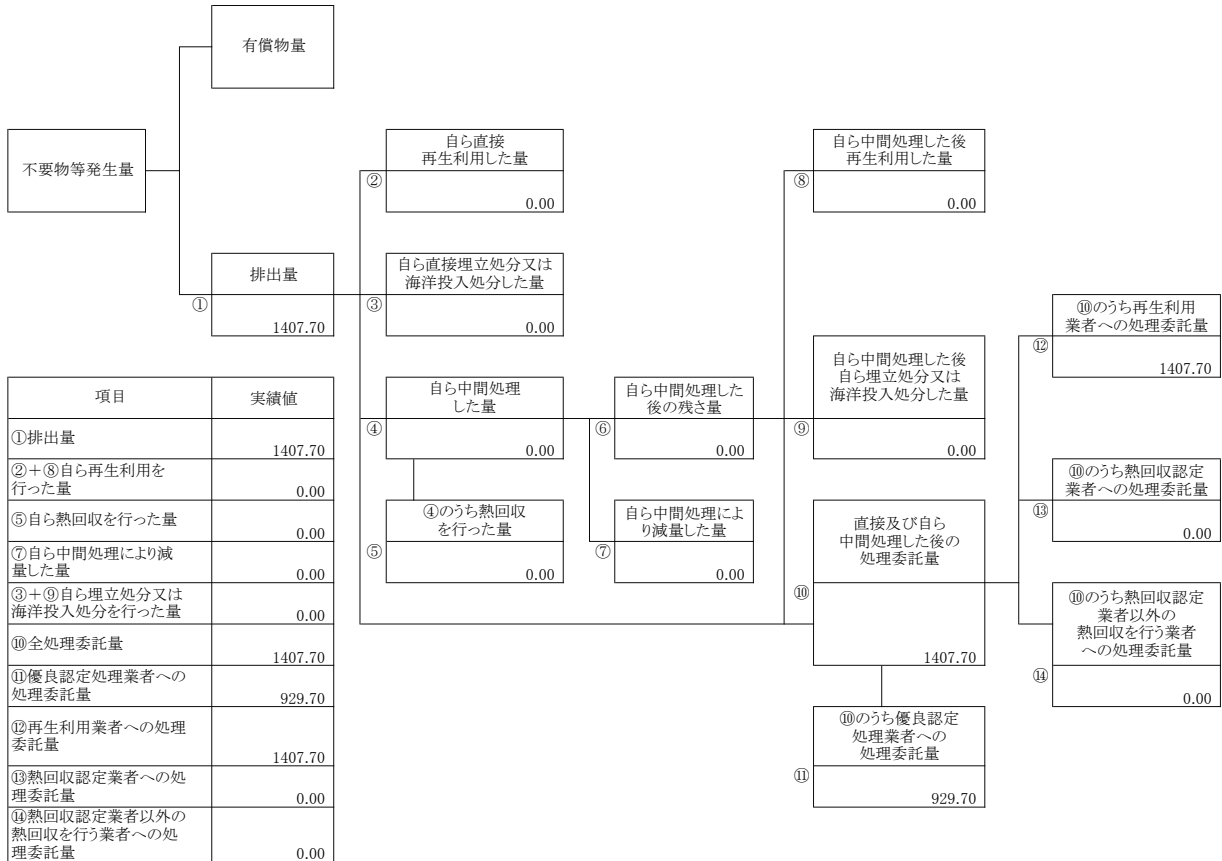 有償物量
不要物等発生量
排出量
①
1407.70
自ら直接
再生利用した量
②
0.00
自ら直接埋立処分又は
海洋投入処分した量
③
0.00
自ら中間処理
した量
④
0.00
④のうち熱回収
を行った量
⑤
0.00
自ら中間処理した
後の残さ量
⑥
0.00
自ら中間処理によ
り減量した量
⑦
0.00
自ら中間処理した後
再生利用した量
⑧
0.00
自ら中間処理した後
自ら埋立処分又は
海洋投入処分した量
⑨
0.00
直接及び自ら
中間処理した後の
処理委託量
⑩
1407.70
⑩のうち優良認定
処理業者への
処理委託量
⑪
929.70
⑩のうち再生利用
業者への処理委託量
⑫
1407.70
⑩のうち熱回収認定
業者への処理委託量
⑬
0.00
⑩のうち熱回収認定
業者以外の
熱回収を行う業者
への処理委託量
⑭
0.00
項目 実績値
①排出量
1407.70
②＋⑧自ら再生利用を
行った量 0.00
⑤自ら熱回収を行った量
0.00
⑦自ら中間処理により減
量した量 0.00
③＋⑨自ら埋立処分又は
海洋投入処分を行った量 0.00
⑩全処理委託量
1407.70
⑪優良認定処理業者への
処理委託量 929.70
⑫再生利用業者への処理
委託量
1407.70
⑬熱回収認定業者への処
理委託量 0.00
⑭熱回収認定業者以外の
熱回収を行う業者への処
理委託量 0.00